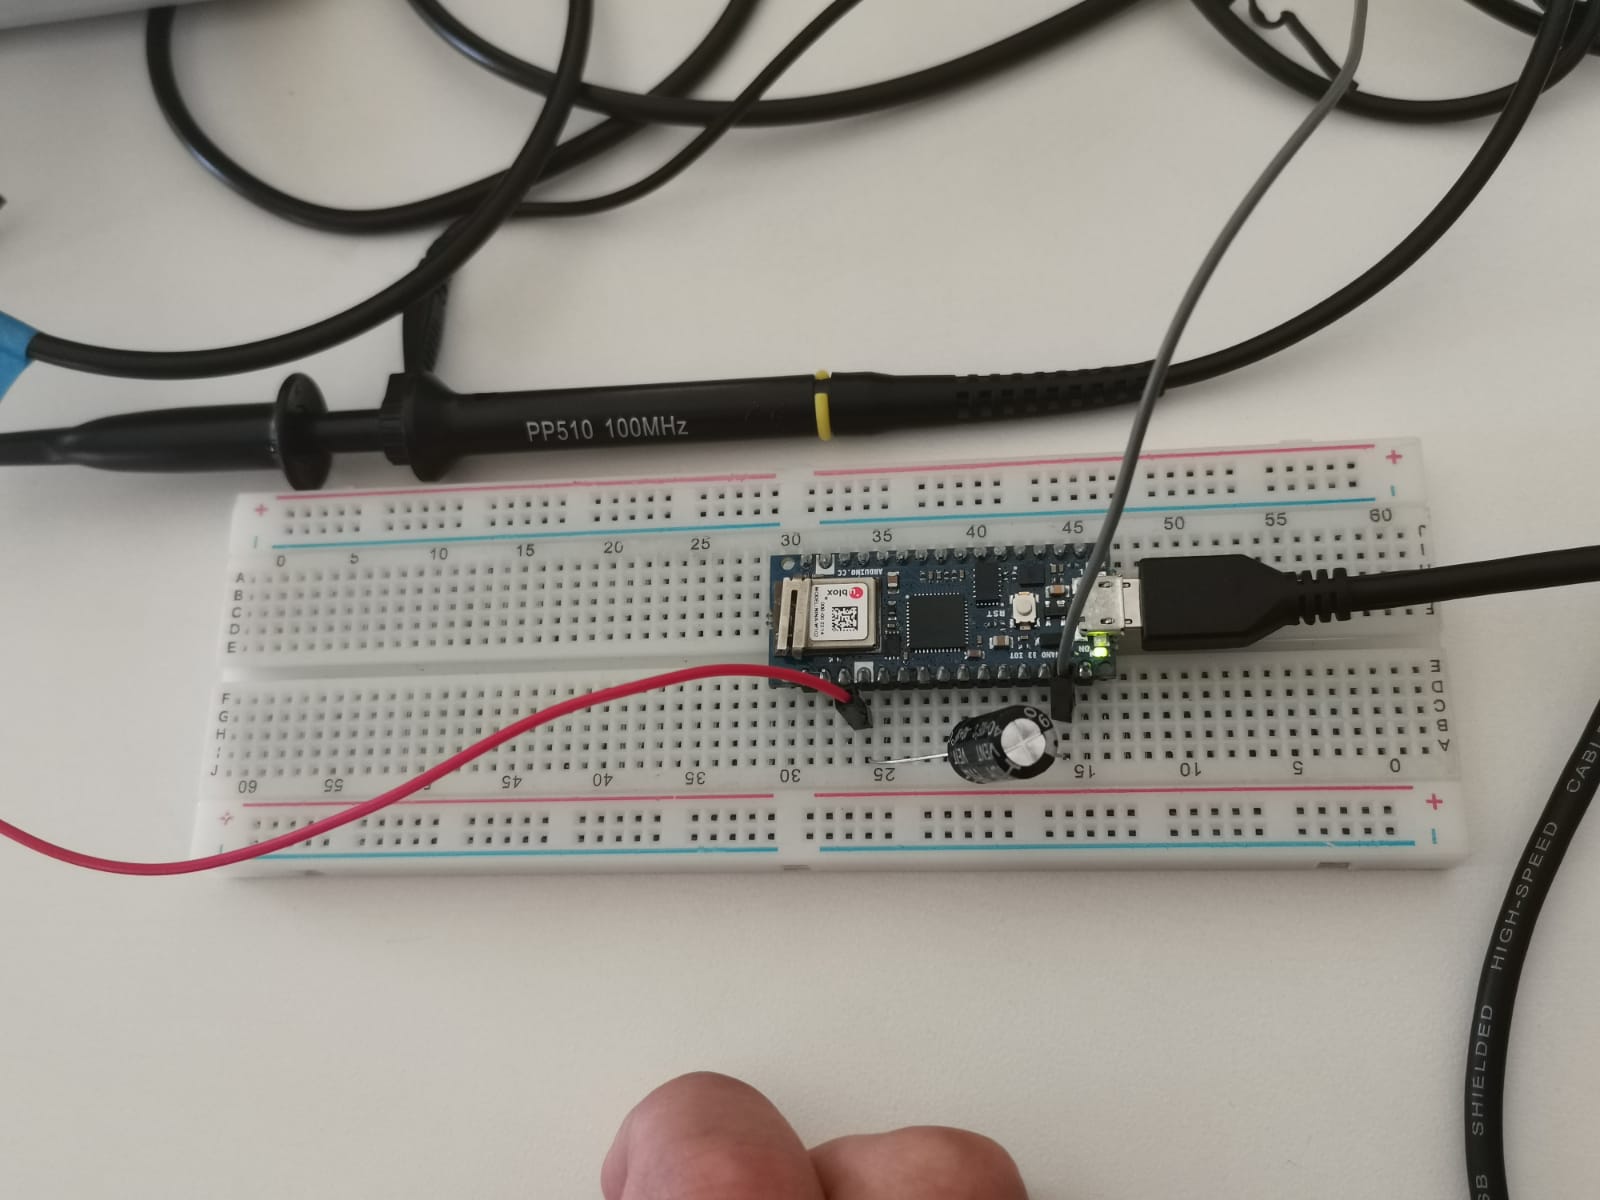 PP510 100MHz
+ +
- -
0 5 10 15 20 25 30 35 40 45 50 55 60
A
B
C
D
E
J
F
ARDUINO.CC
ublox
RST
ON
NANO 33 IOT
F
G
H
I
J
E
D
C
B
A
60 55 45 40 35 30 25 15 10 5 0
+
-
SHIELDED HIGH-SPEED CABLE